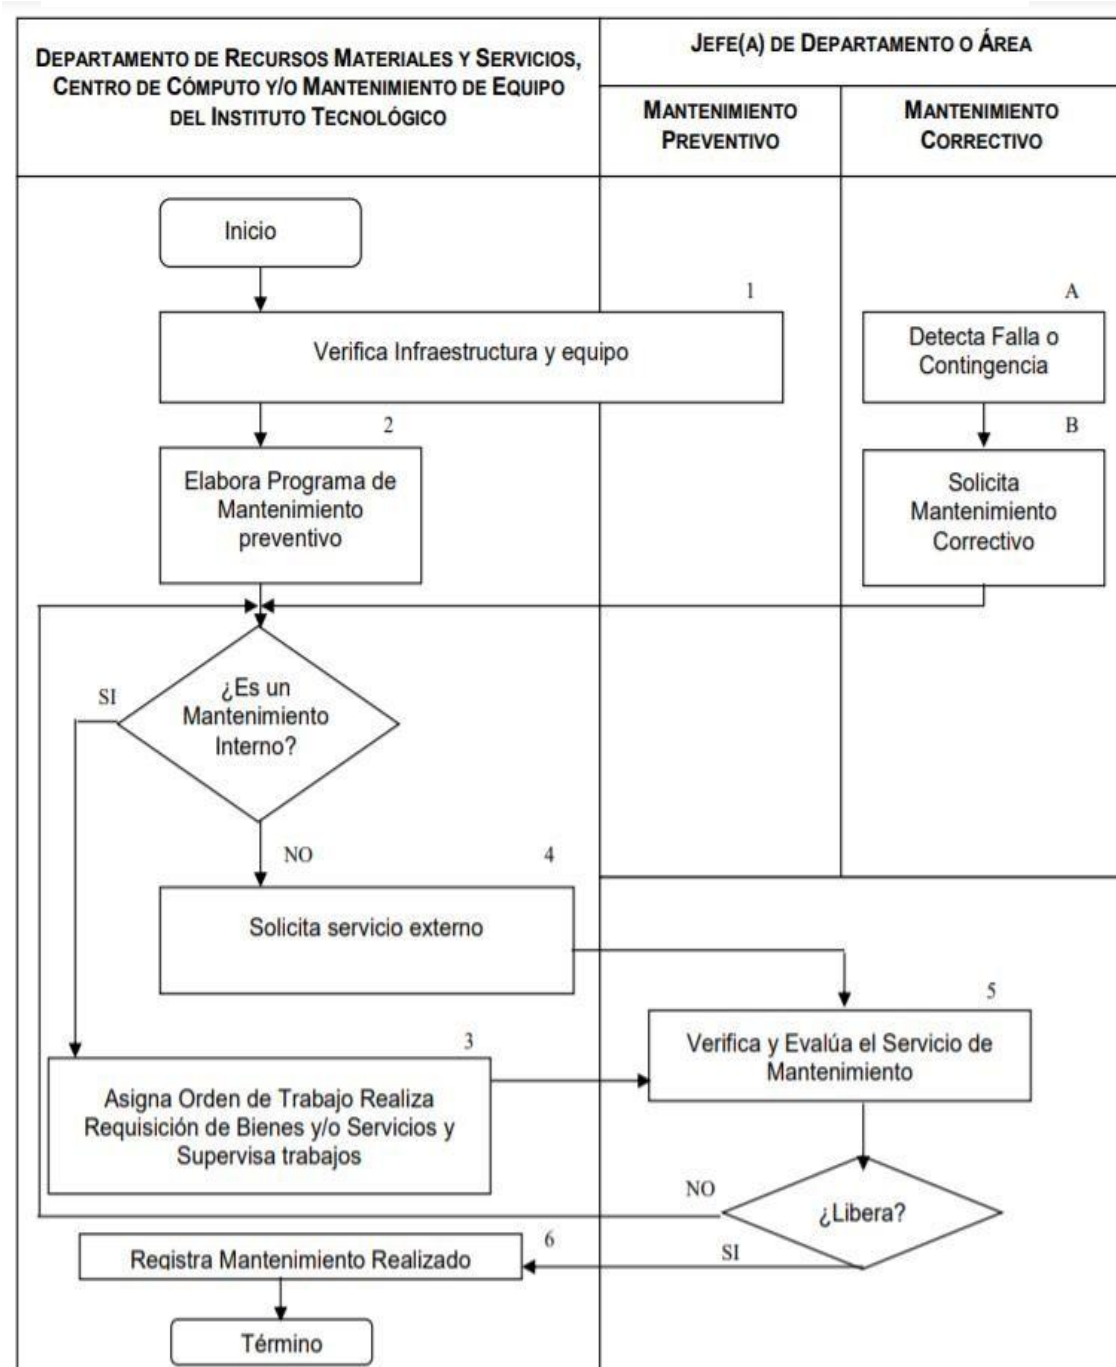 DEPARTAMENTO DE RECURSOS MATERIALES Y SERVICIOS,
CENTRO DE CÓMPUTO Y/O MANTENIMIENTO DE EQUIPO
DEL INSTITUTO TECNOLÓGICO
JEFE(A) DE DEPARTAMENTO O ÁREA
MANTENIMIENTO
PREVENTIVO
MANTENIMIENTO
CORRECTIVO
Inicio
1
Verifica Infraestructura y equipo
A
Detecta Falla o
Contingencia
2
Elabora Programa de
Mantenimiento
preventivo
B
Solicita
Mantenimiento
Correctivo
SI
¿Es un
Mantenimiento
Interno?
NO
4
Solicita servicio externo
5
Verifica y Evalúa el Servicio de
Mantenimiento
3
Asigna Orden de Trabajo Realiza
Requisición de Bienes y/o Servicios y
Supervisa trabajos
NO
¿Libera?
SI
6
Registra Mantenimiento Realizado
Término